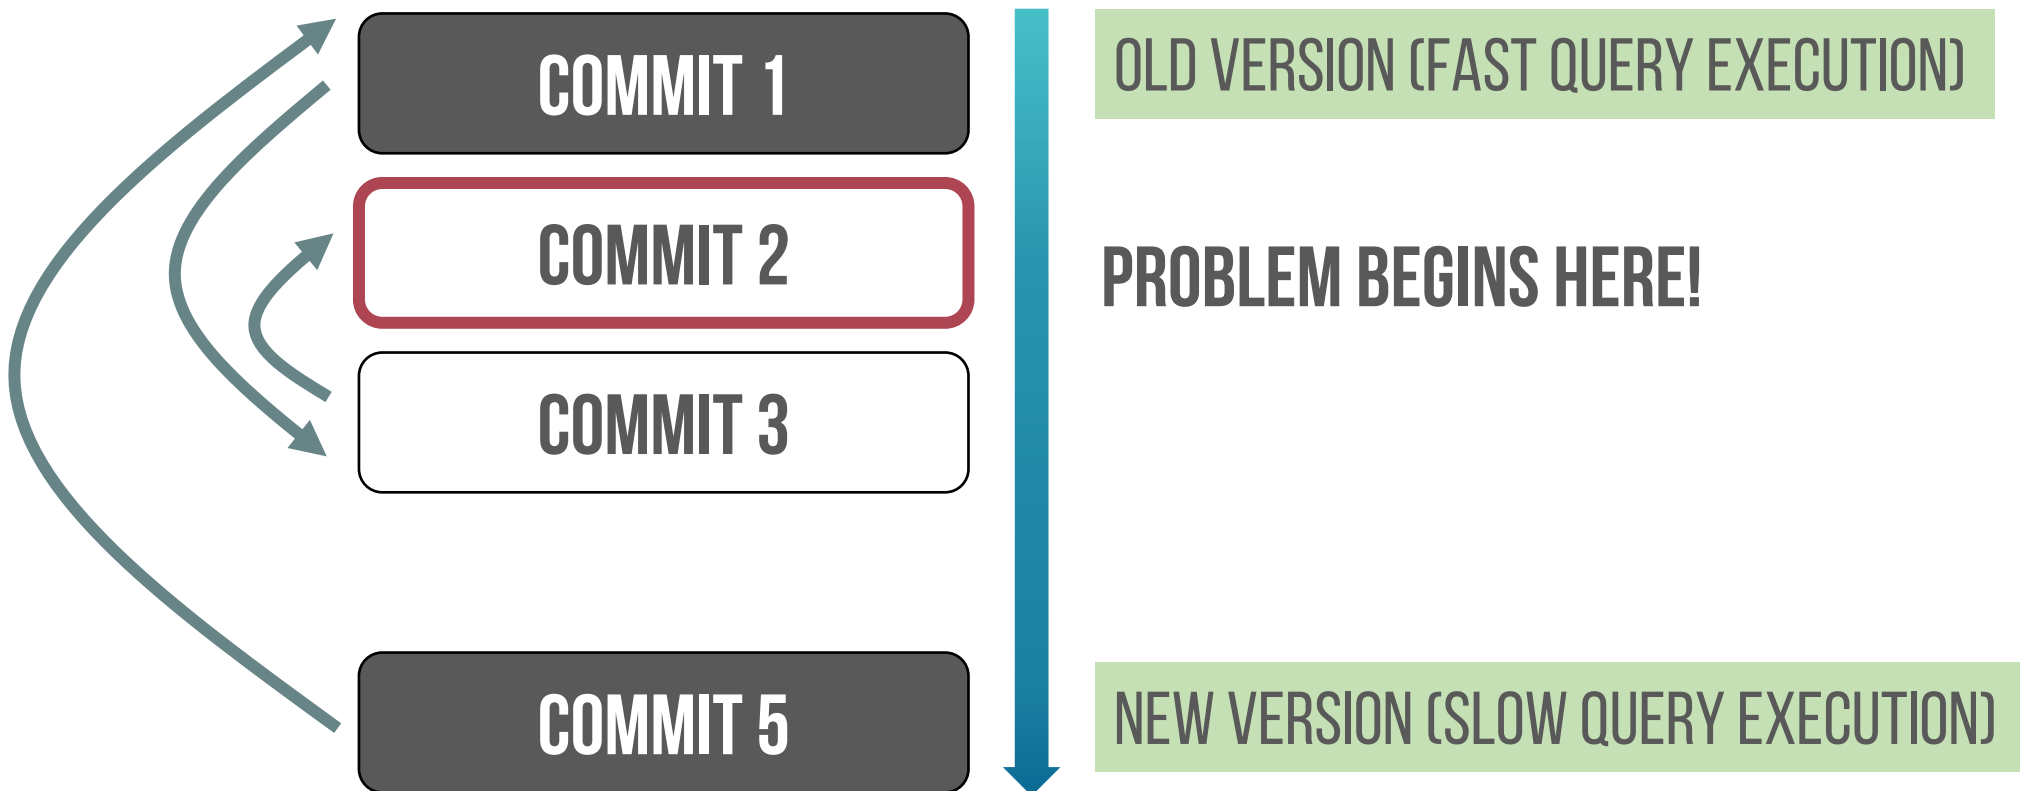 COMMIT 1
OLD VERSION (FAST QUERY EXECUTION)
COMMIT 2
PROBLEM BEGINS HERE!
COMMIT 3
COMMIT 5
NEW VERSION (SLOW QUERY EXECUTION)